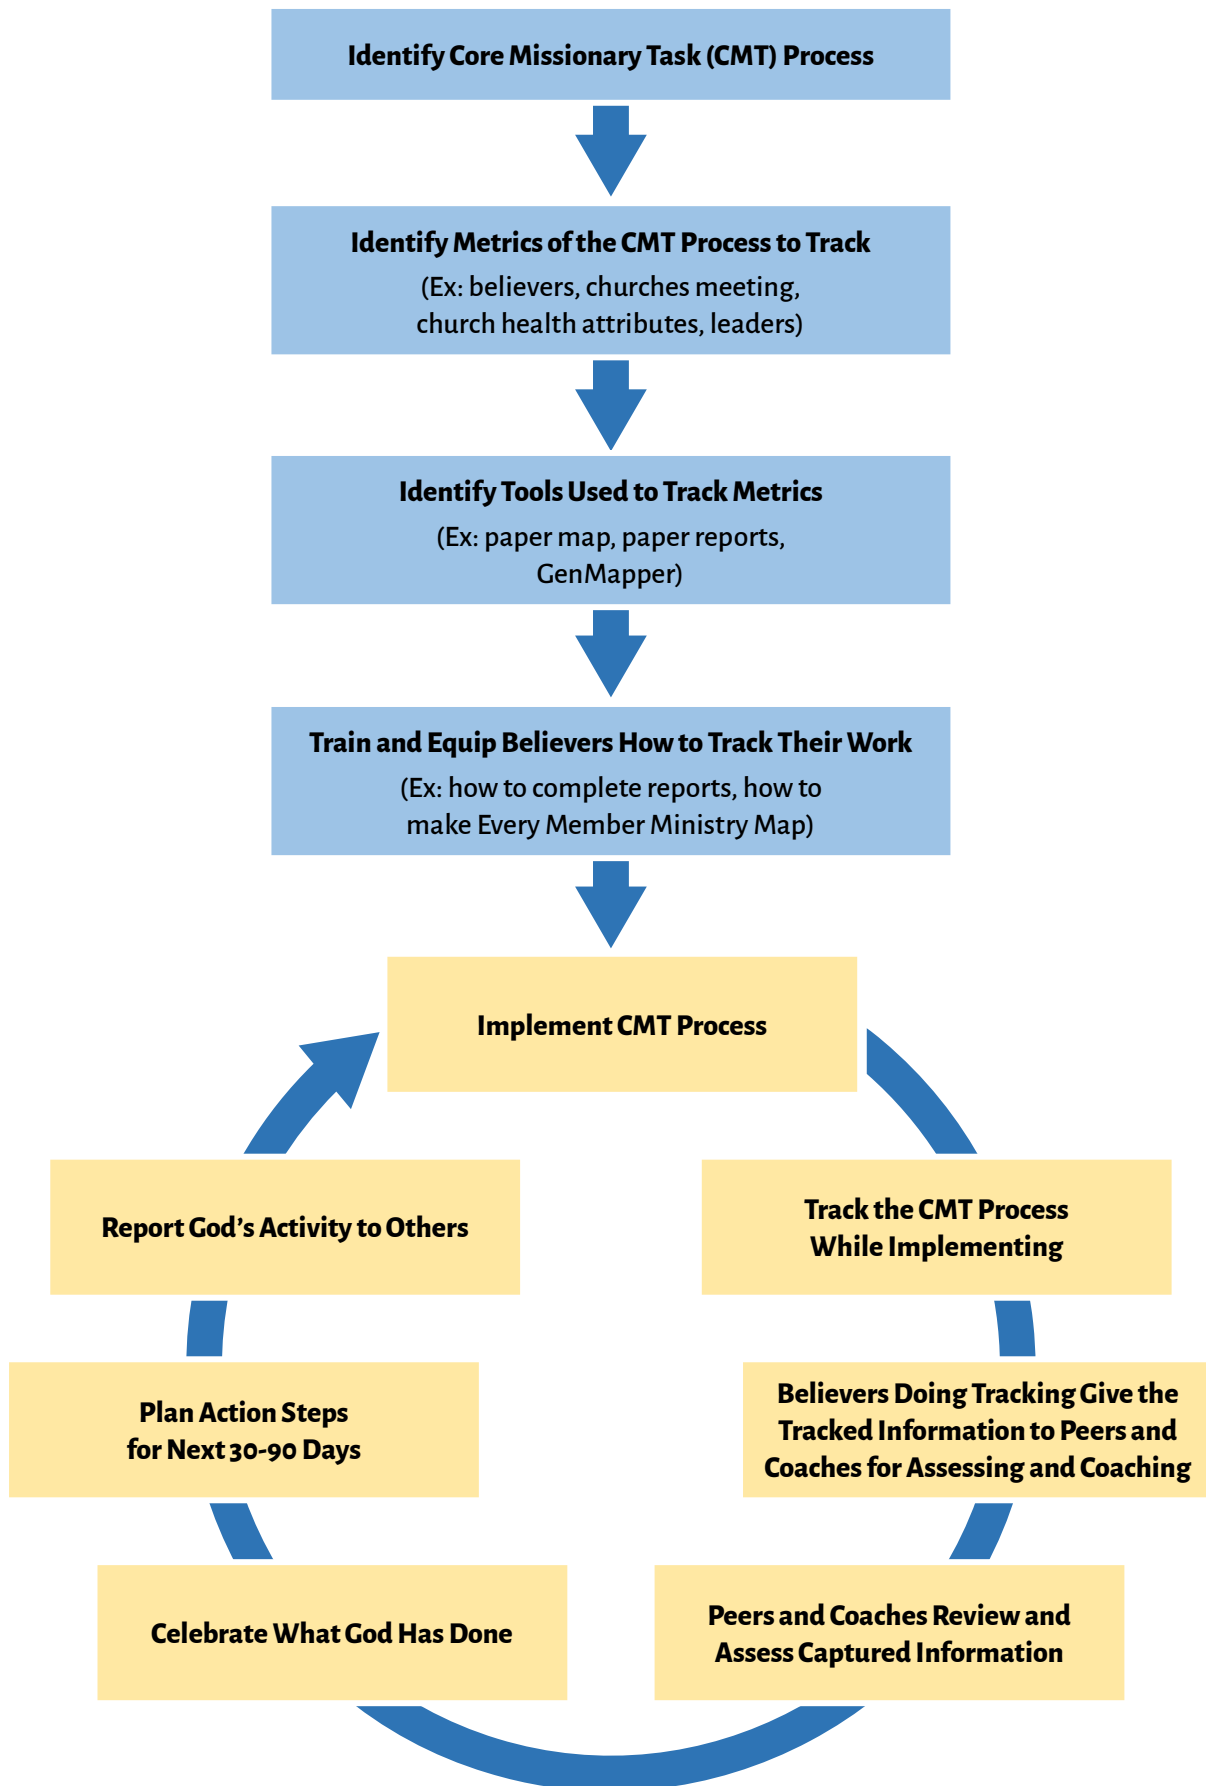 Identify Core Missionary Task (CMT) Process
Identify Metrics of the CMT Process to Track
(Ex: believers, churches meeting,
church health attributes, leaders)
Identify Tools Used to Track Metrics
(Ex: paper map, paper reports,
GenMapper)
Train and Equip Believers How to Track Their Work
(Ex: how to complete reports, how to
make Every Member Ministry Map)
Implement CMT Process
Track the CMT Process
While Implementing
Believers Doing Tracking Give the
Tracked Information to Peers and
Coaches for Assessing and Coaching
Peers and Coaches Review and
Assess Captured Information
Celebrate What God Has Done
Plan Action Steps
for Next 30-90 Days
Report God’s Activity to Others